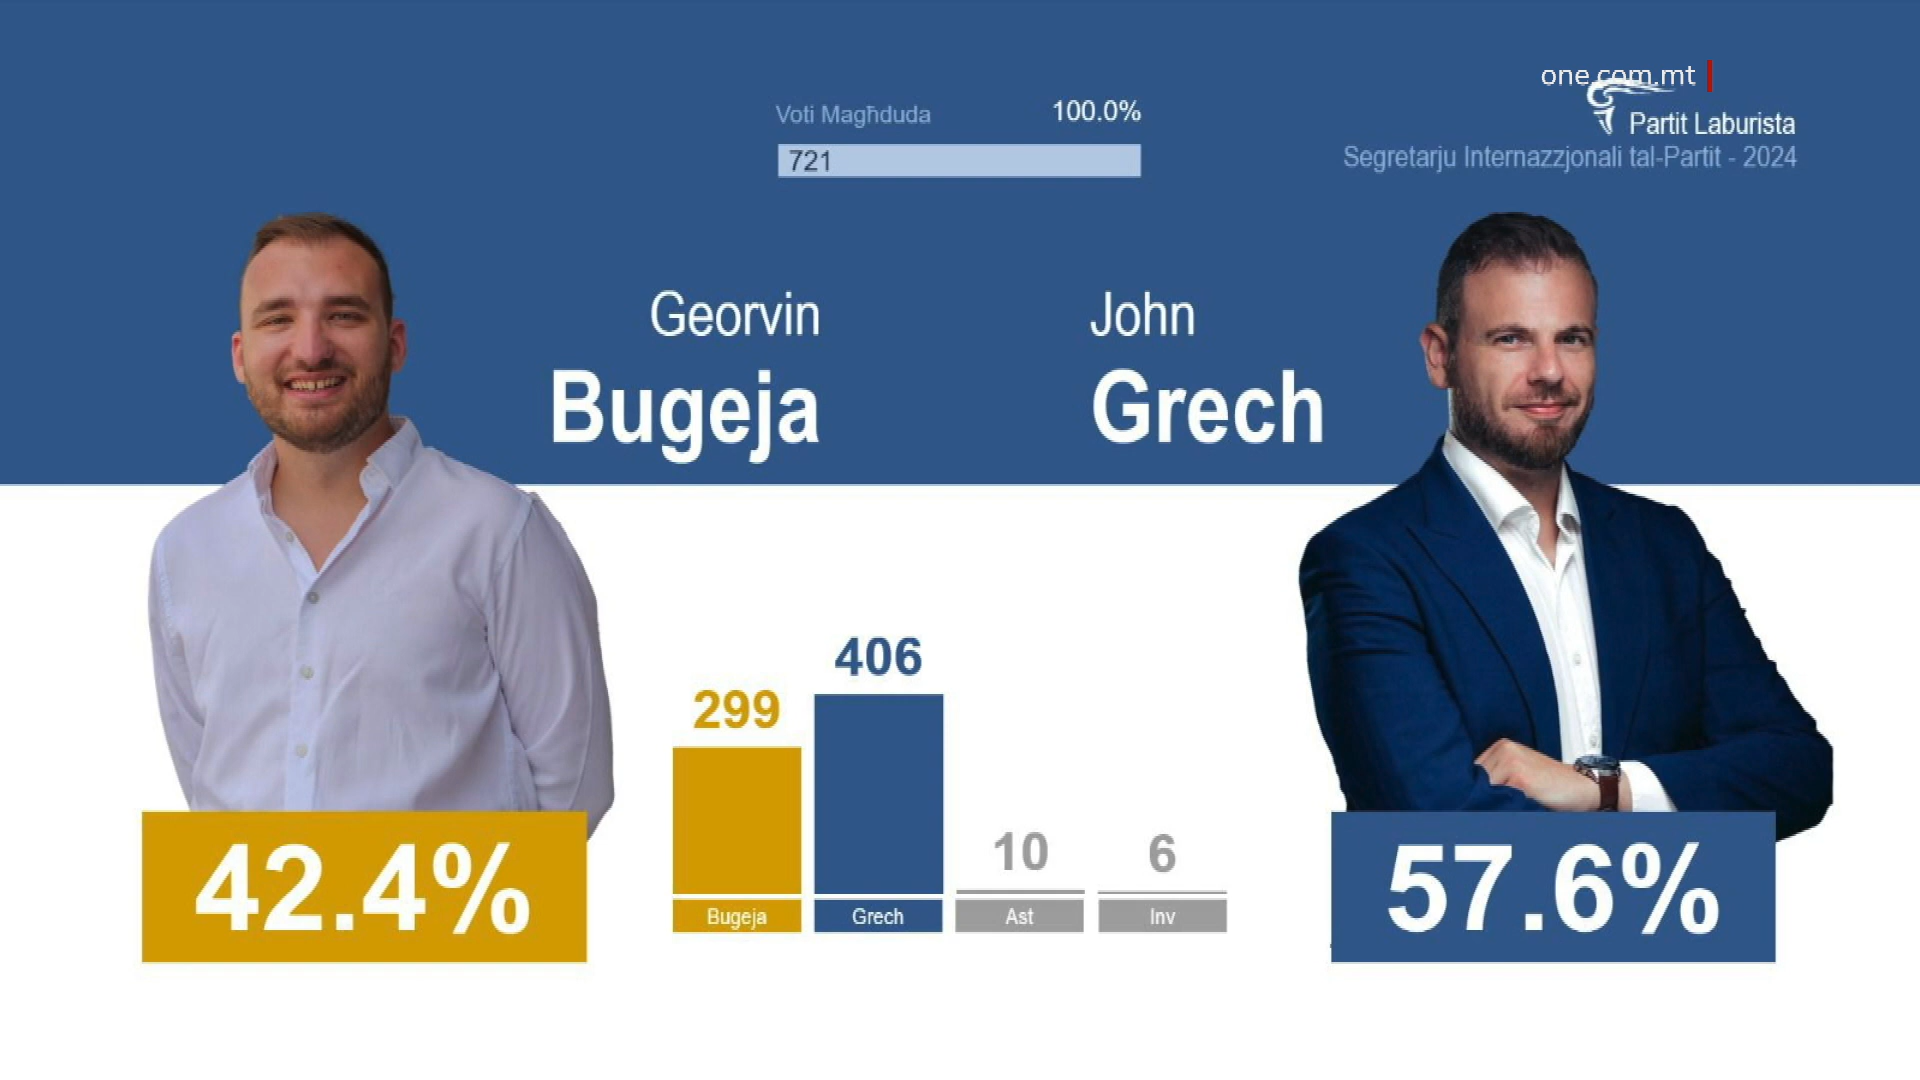 one.com.mt
Partit Laburista
Segretarju Internazzjonali tal-Partit - 2024
Voti Magħduda 100.0%
721
Georvin
Bugeja
John
Grech
42.4%
299
406
10
6
Bugeja
Grech
Ast
Inv
57.6%